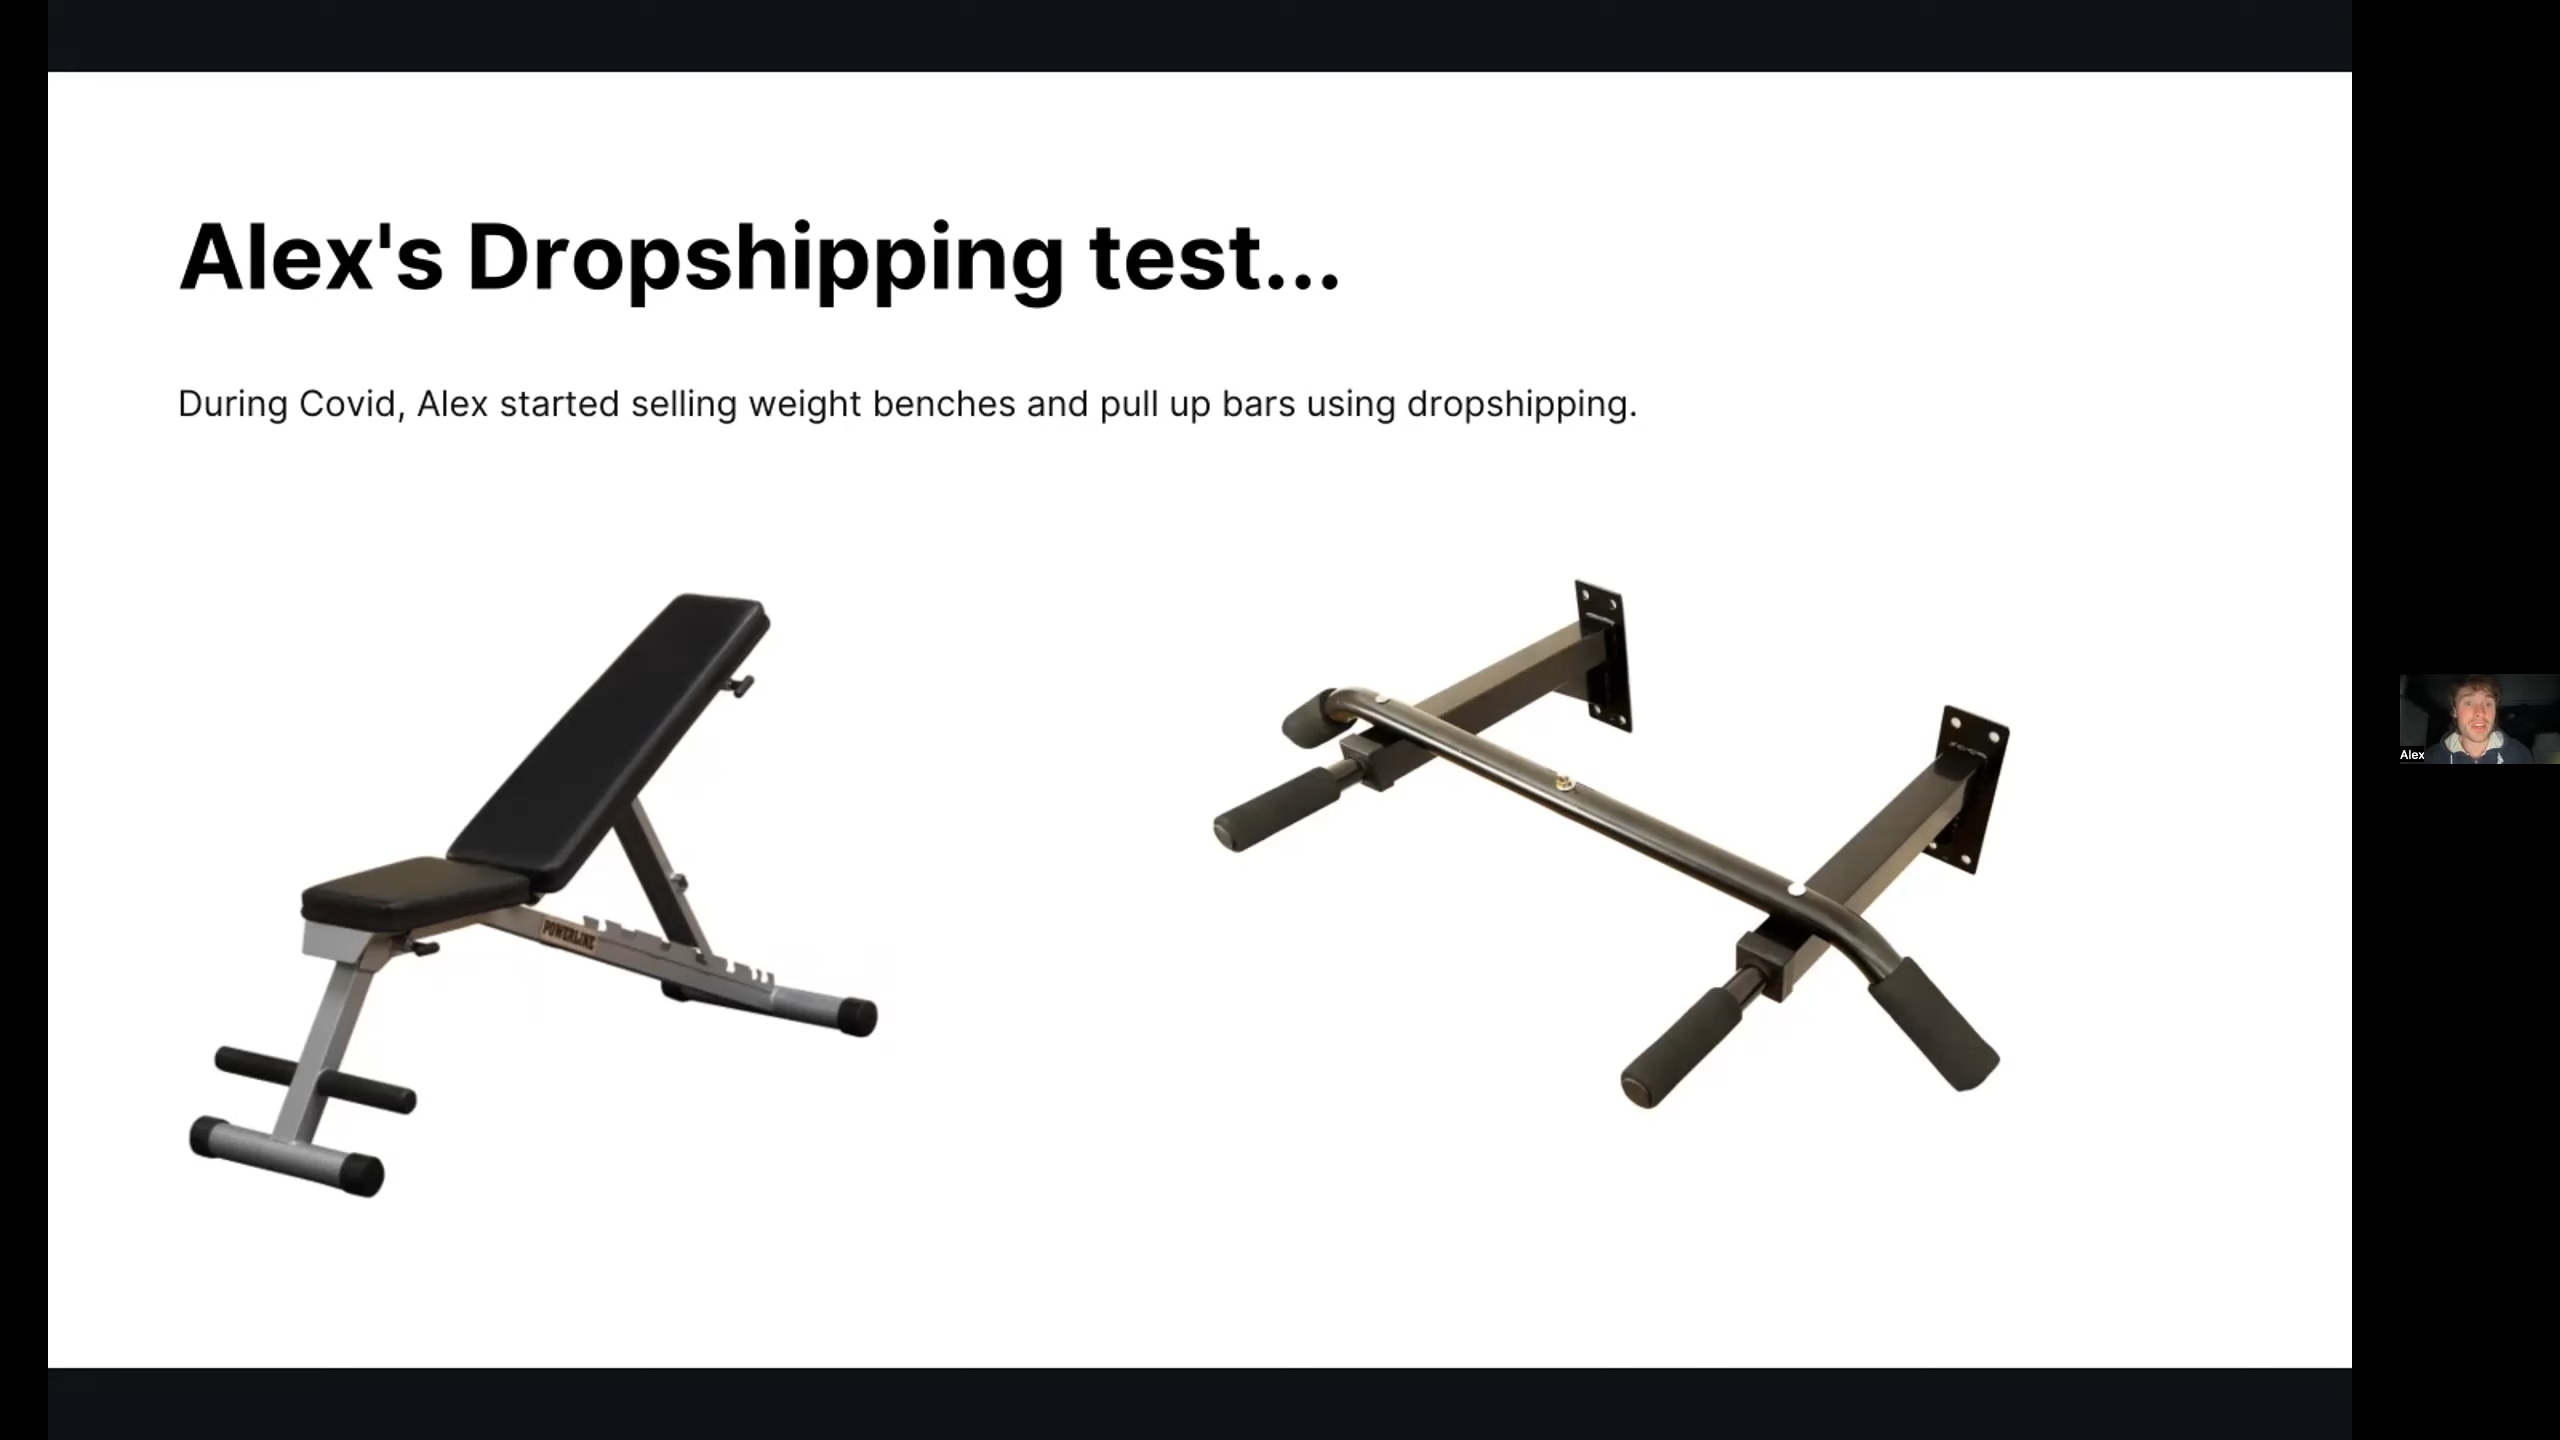 Alex's Dropshipping test...
During Covid, Alex started selling weight benches and pull up bars using dropshipping.
POWERLINE
Alex